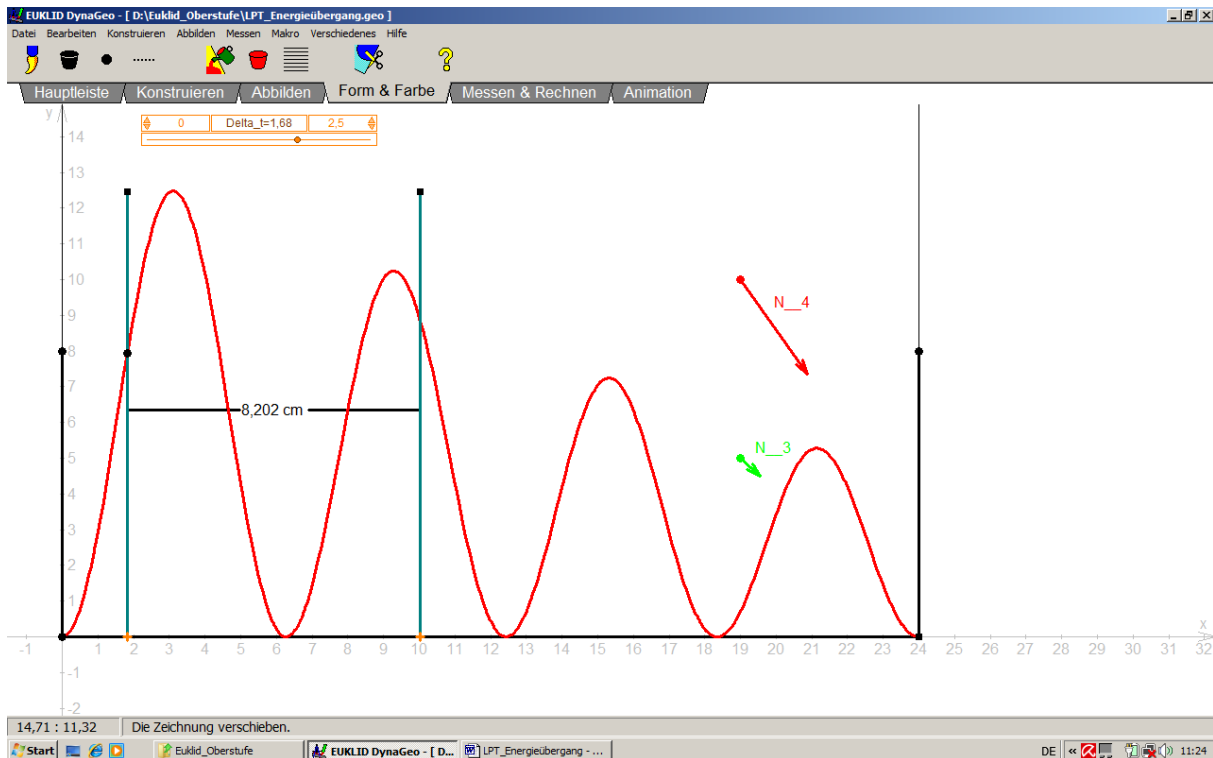 EUKLID DynaGeo - [ D:\Euklid_Oberstufe\LPT_Energieübergang.geo ]
Datei Bearbeiten Konstruieren Abbilden Messen Makro Verschiedenes Hilfe
Hauptleiste Konstruieren Abbilden Form & Farbe Messen & Rechnen Animation
y
0 Delta_t=1,68 2,5
14
13
12
11
10
9
8
7
6
5
4
3
2
1
N__4
8,202 cm
N__3
x
-1 1 2 3 4 5 6 7 8 9 10 11 12 13 14 15 16 17 18 19 20 21 22 23 24 25 26 27 28 29 30 31 32
-1
-2
14,71 : 11,32 Die Zeichnung verschieben.
Start Euklid_Oberstufe EUKLID DynaGeo - [ D... LPT_Energieübergang - ... DE « 11:24